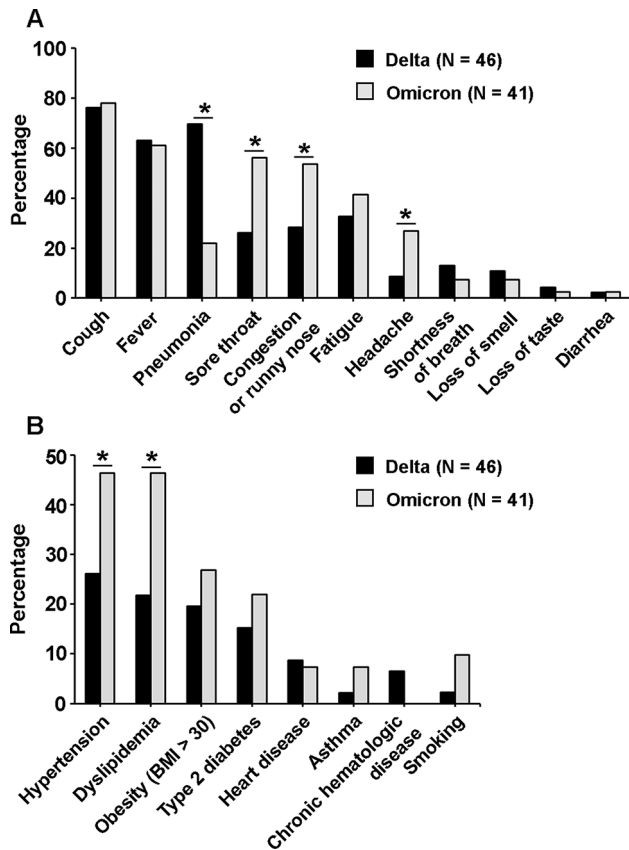 A
100
80
60
40
20
0
Percentage
Delta (N = 46)
Omicron (N = 41)
*
*
*
*
Cough
Fever
Pneumonia
Sore throat
Congestion
or runny nose
Fatigue
Headache
Shortness
of breath
Loss of smell
Loss of taste
Diarrhea
B
50
40
30
20
10
0
Percentage
Delta (N = 46)
Omicron (N = 41)
*
*
Hypertension
Dyslipidemia
Obesity (BMI > 30)
Type 2 diabetes
Heart disease
Asthma
Chronic hematologic
disease
Smoking